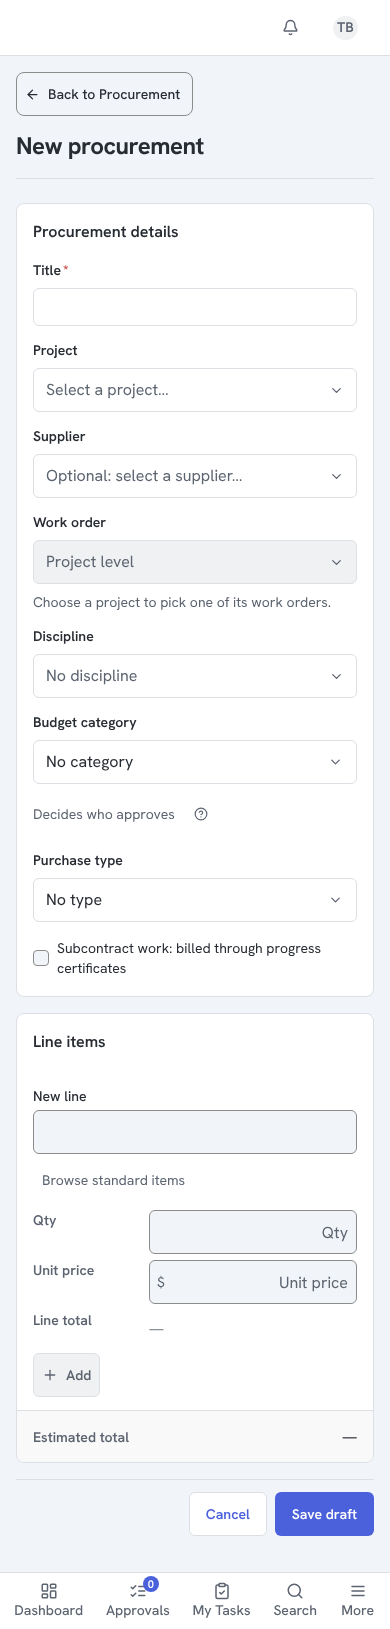 TB
Back to Procurement
New procurement
Procurement details
Title*
Project
Select a project...
Supplier
Optional: select a supplier...
Work order
Project level
Choose a project to pick one of its work orders.
Discipline
No discipline
Budget category
No category
Decides who approves
Purchase type
No type
Subcontract work: billed through progress
certificates
Line items
New line
Browse standard items
Qty
Qty
Unit price
$ Unit price
Line total
—
+ Add
Estimated total —
Cancel Save draft
0
Dashboard Approvals My Tasks Search More